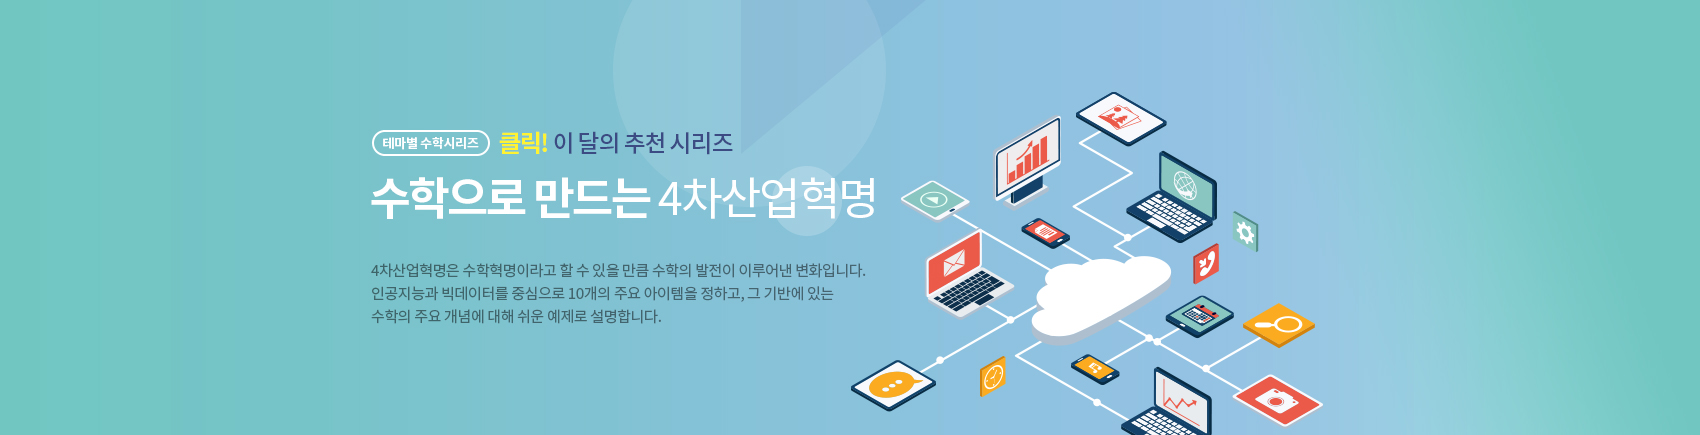 테마별 수학시리즈 클릭! 이 달의 추천 시리즈
수학으로 만드는 4차산업혁명
4차산업혁명은 수학혁명이라고 할 수 있을 만큼 수학의 발전이 이루어낸 변화입니다.
인공지능과 빅데이터를 중심으로 10개의 주요 아이템을 정하고, 그 기반에 있는
수학의 주요 개념에 대해 쉬운 예제로 설명합니다.